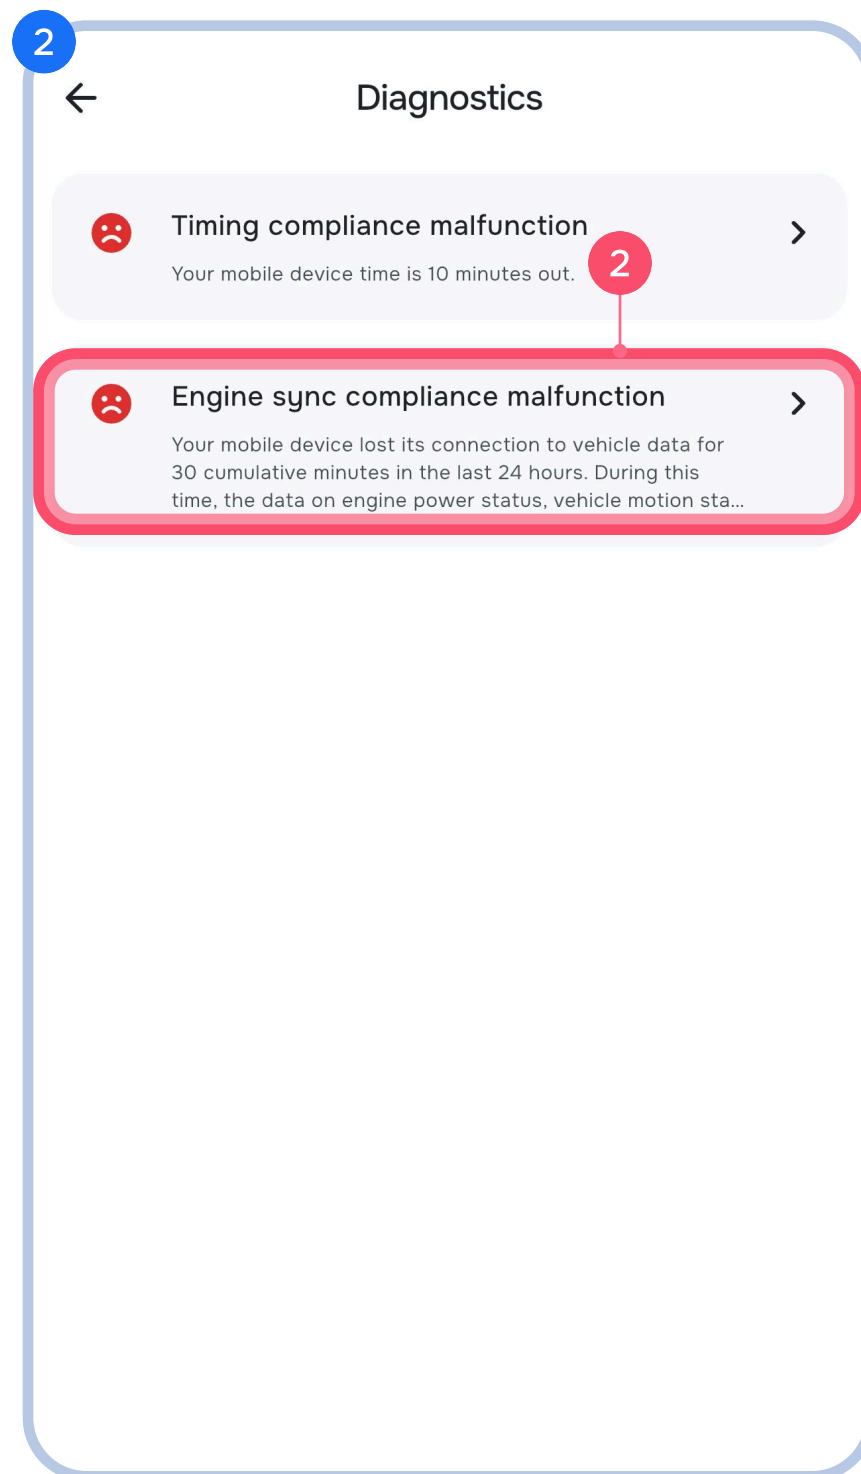 2
Diagnostics
Timing compliance malfunction
Your mobile device time is 10 minutes out.
2
Engine sync compliance malfunction
Your mobile device lost its connection to vehicle data for
30 cumulative minutes in the last 24 hours. During this
time, the data on engine power status, vehicle motion sta...